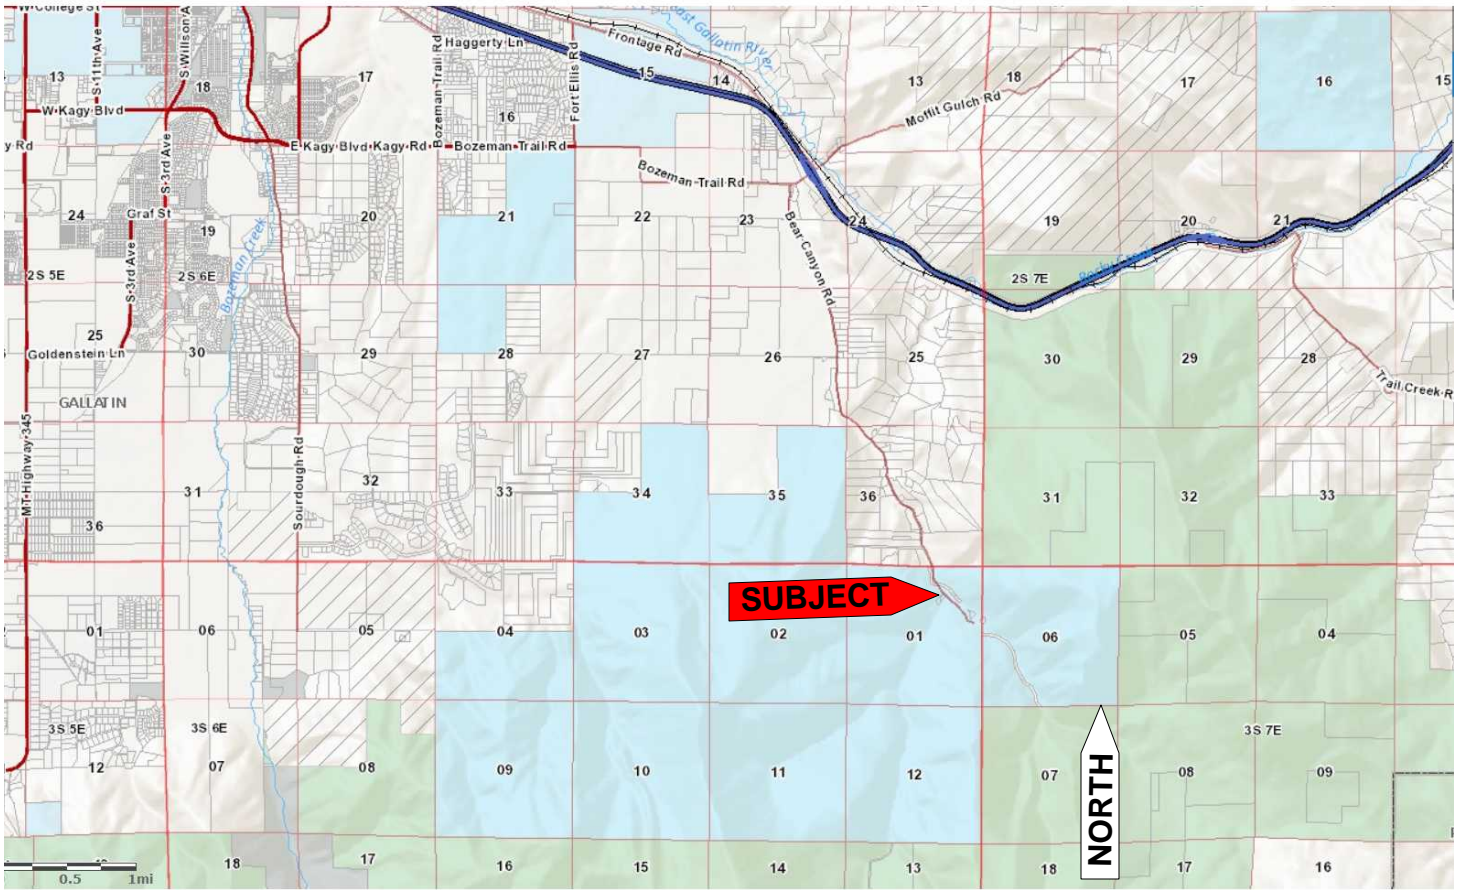 W College St
S 11th Ave
S Willson A
Haggerty Ln
Bozeman Trail Rd
Fort Ellis Rd
Frontage Rd
East Gallatin River
13
18
17
16
15
14
13
18
17
16
15
Moffit Gulch Rd
W Kagy Blvd
y Rd
E Kagy Blvd
Kagy Rd
Bozeman Trail Rd
S 3rd Ave
Bozeman Trail Rd
24
Graf St
19
20
21
22
23
24
19
20
21
Bear Canyon Rd
Bozeman Creek
S 3rd Ave
2S 5E
2S 6E
2S 7E
Rocky Creek
25
Goldenstein Ln
30
29
28
27
26
25
30
29
28
Trail Creek R
GALLATIN
MT Highway 345
Sourdough Rd
31
32
33
34
35
36
31
32
33
36
SUBJECT
01
06
05
04
03
02
01
06
05
04
3S 5E
3S 6E
3S 7E
12
07
08
09
10
11
12
07
08
09
NORTH
18
17
16
15
14
13
18
17
16
0.5
1mi